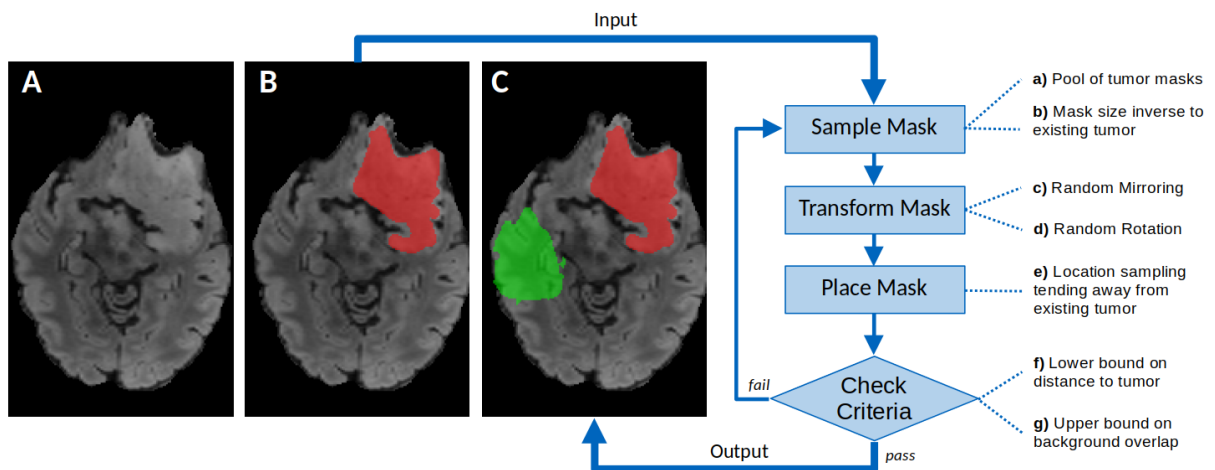 Input
A
B
C
Sample Mask
a) Pool of tumor masks
b) Mask size inverse to
existing tumor
Transform Mask
c) Random Mirroring
d) Random Rotation
Place Mask
e) Location sampling
tending away from
existing tumor
fail
Check
Criteria
f) Lower bound on
distance to tumor
g) Upper bound on
background overlap
Output
pass